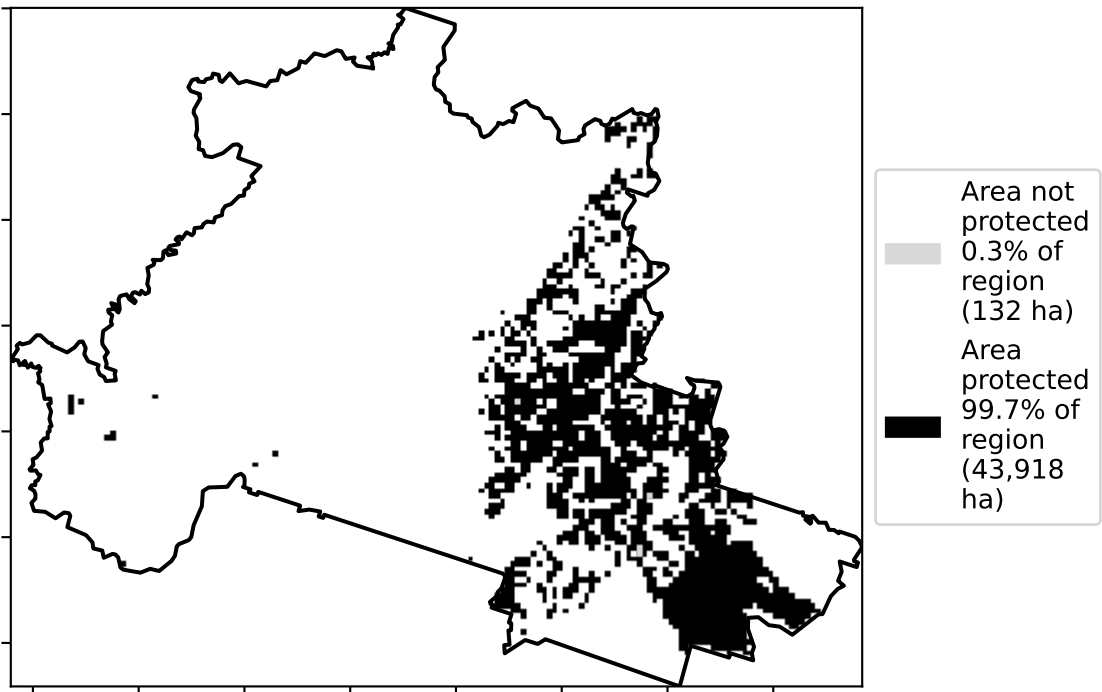 Area not
protected
0.3% of
region
(132 ha)
Area
protected
99.7% of
region
(43,918
ha)